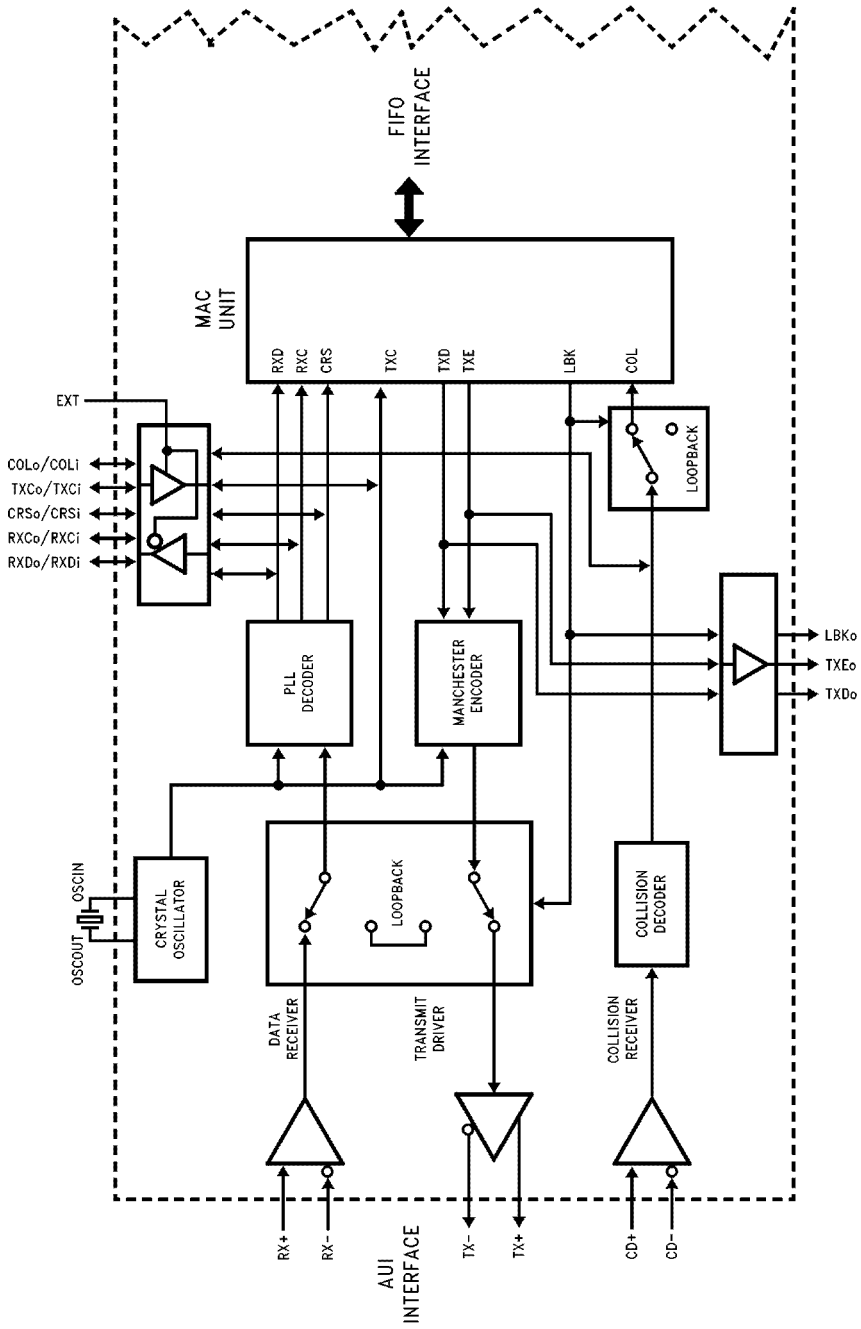 OSCOUT
OSCIN
CRYSTAL
OSCILLATOR
RXDo/RXDi
RXCo/RXCi
CRSo/CRSi
TXCo/TXCi
COLo/COLi
EXT
AUI
INTERFACE
RX+
RX-
DATA
RECEIVER
LOOPBACK
PLL
DECODER
RXD
RXC
CRS
TXC
MAC
UNIT
FIFO
INTERFACE
TX-
TX+
TRANSMIT
DRIVER
MANCHESTER
ENCODER
TXD
TXE
LBK
COL
CD+
CD-
COLLISION
RECEIVER
COLLISION
DECODER
LOOPBACK
TXDo
TXEo
LBKo